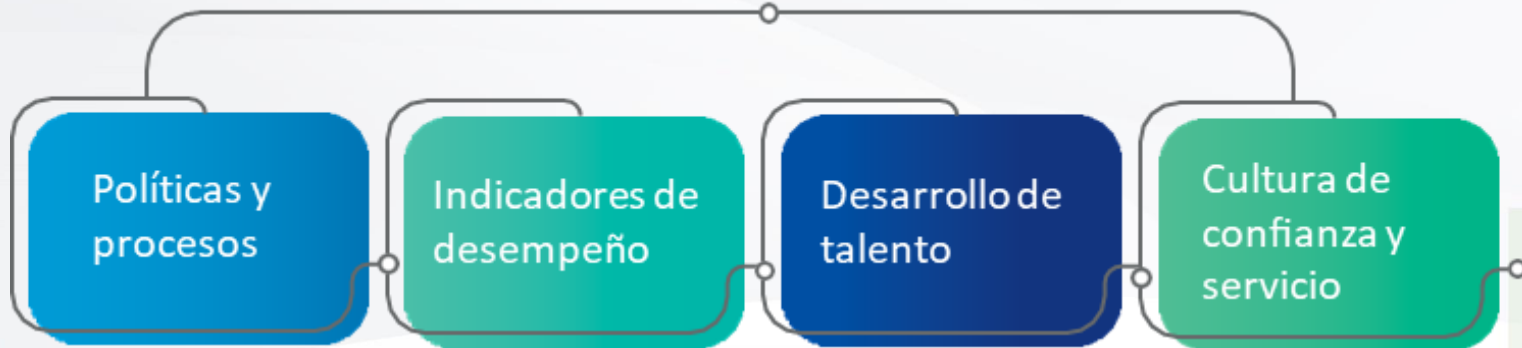 Políticas y
procesos
Indicadores de
desempeño
Desarrollo de
talento
Cultura de
confianza y
servicio